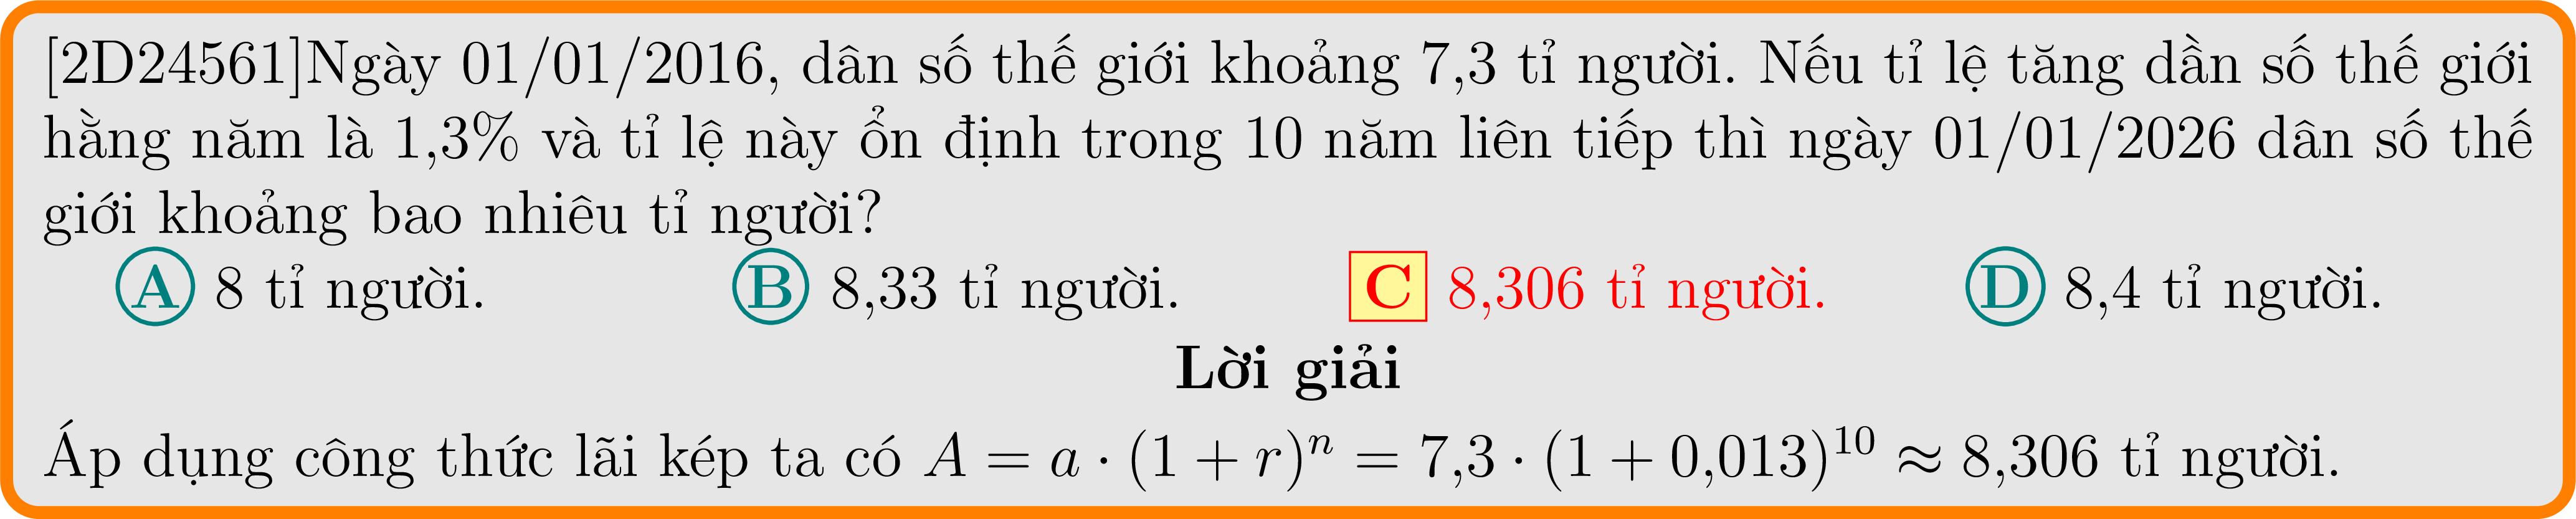 [2D24561]Ngày 01/01/2016, dân số thế giới khoảng 7,3 tỉ người. Nếu tỉ lệ tăng dần số thế giới
hằng năm là 1,3% và tỉ lệ này ổn định trong 10 năm liên tiếp thì ngày 01/01/2026 dân số thế
giới khoảng bao nhiêu tỉ người?
A 8 tỉ người. B 8,33 tỉ người. C 8,306 tỉ người. D 8,4 tỉ người.
Lời giải
Áp dụng công thức lãi kép ta có A = a · (1 + r)ⁿ = 7,3 · (1 + 0,013)¹⁰ ≈ 8,306 tỉ người.